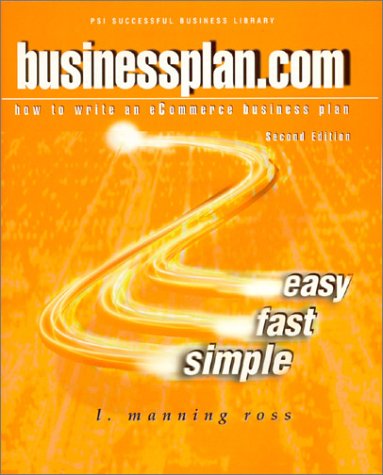 PSI SUCCESSFUL BUSINESS LIBRARY
businessplan.com
how to write an eCommerce business plan
Second Edition
easy
fast
simple
l. manning ross